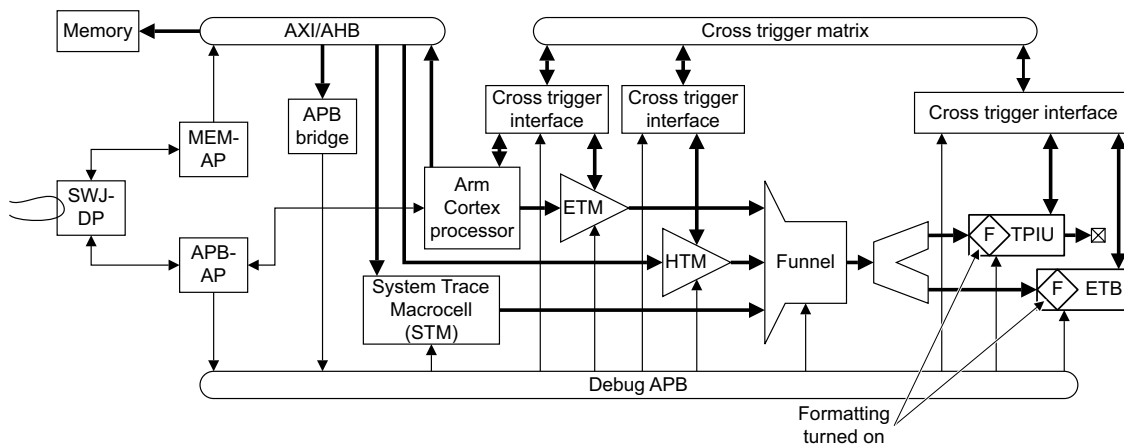 Memory
AXI/AHB
Cross trigger matrix
Cross trigger
interface
Cross trigger
interface
Cross trigger
interface
APB
bridge
MEM-
AP
SWJ-
DP
APB-
AP
Arm
Cortex
processor
ETM
HTM
System Trace
Macrocell
(STM)
Funnel
F
TPIU
F
ETB
Debug APB
Formatting
turned on